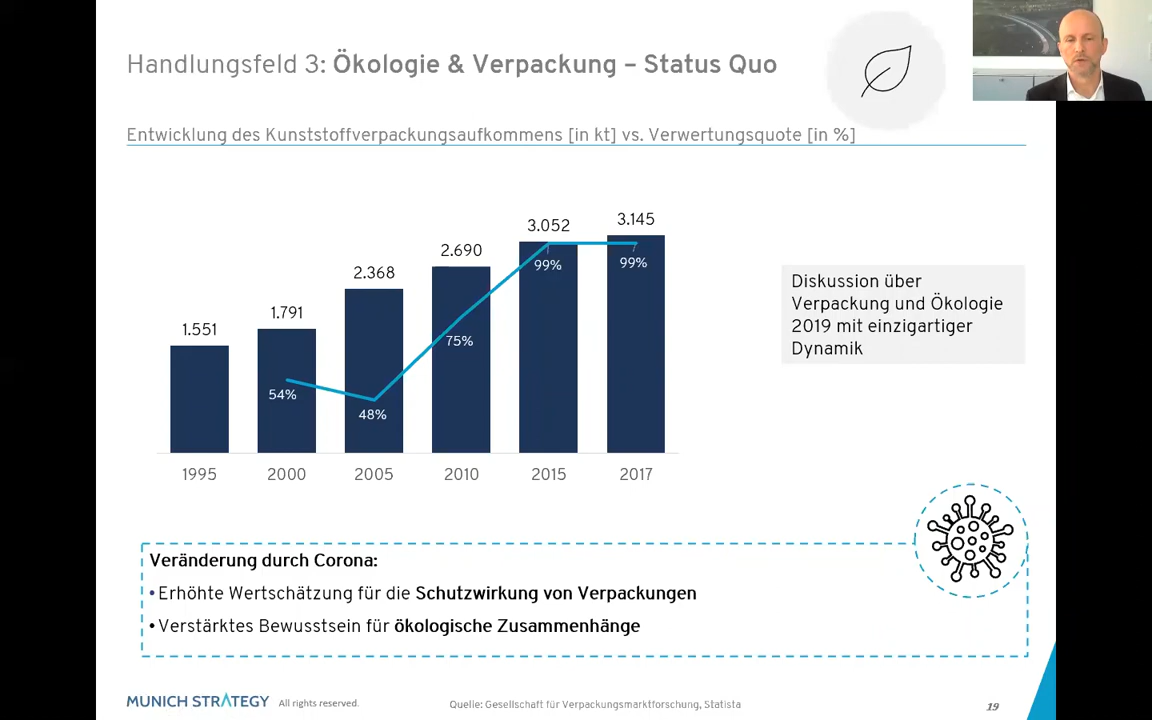 Handlungsfeld 3: Ökologie & Verpackung – Status Quo
Entwicklung des Kunststoffverpackungsaufkommens [in kt] vs. Verwertungsquote [in %]
1.551
1.791
2.368
2.690
3.052
3.145
54%
48%
75%
99%
99%
1995
2000
2005
2010
2015
2017
Diskussion über
Verpackung und Ökologie
2019 mit einzigartiger
Dynamik
Veränderung durch Corona:
•Erhöhte Wertschätzung für die Schutzwirkung von Verpackungen
•Verstärktes Bewusstsein für ökologische Zusammenhänge
MUNICH STRATEGY
All rights reserved.
Quelle: Gesellschaft für Verpackungsmarktforschung, Statista
19